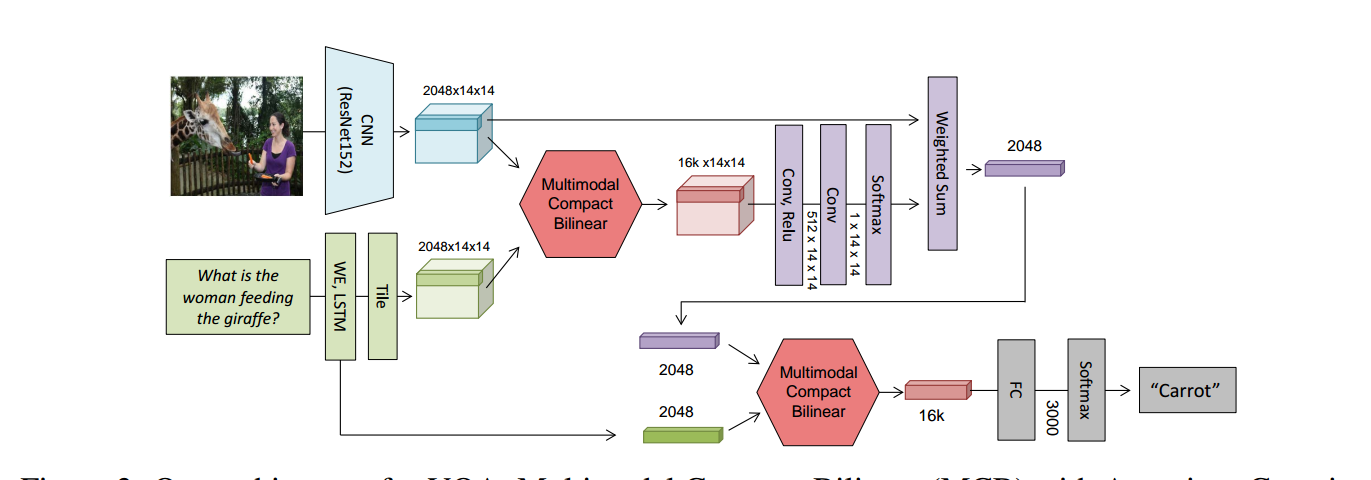 CNN
(ResNet152)
2048x14x14
Multimodal
Compact
Bilinear
16k x14x14
Conv, Relu
512 x 14 x 14
Conv
1 x 14 x 14
Softmax
Weighted Sum
2048
What is the
woman feeding
the giraffe?
WE, LSTM
Tile
2048x14x14
2048
2048
Multimodal
Compact
Bilinear
16k
FC
3000
Softmax
“Carrot”